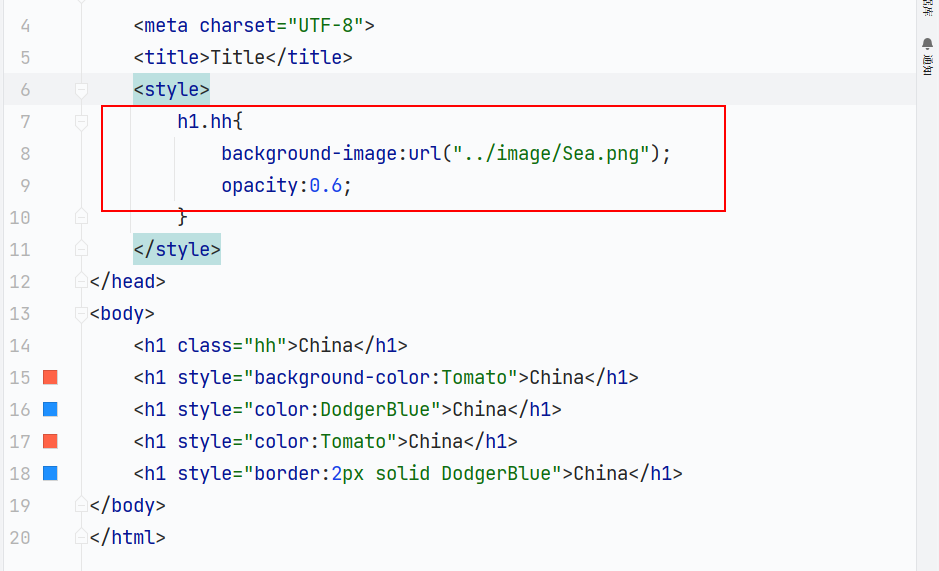 4 <meta charset="UTF-8">
5 <title>Title</title>
6 <style>
7 h1.hh{
8 background-image:url("../image/Sea.png");
9 opacity:0.6;
10 }
11 </style>
12 </head>
13 <body>
14 <h1 class="hh">China</h1>
15 <h1 style="background-color:Tomato">China</h1>
16 <h1 style="color:DodgerBlue">China</h1>
17 <h1 style="color:Tomato">China</h1>
18 <h1 style="border:2px solid DodgerBlue">China</h1>
19 </body>
20 </html>
通知